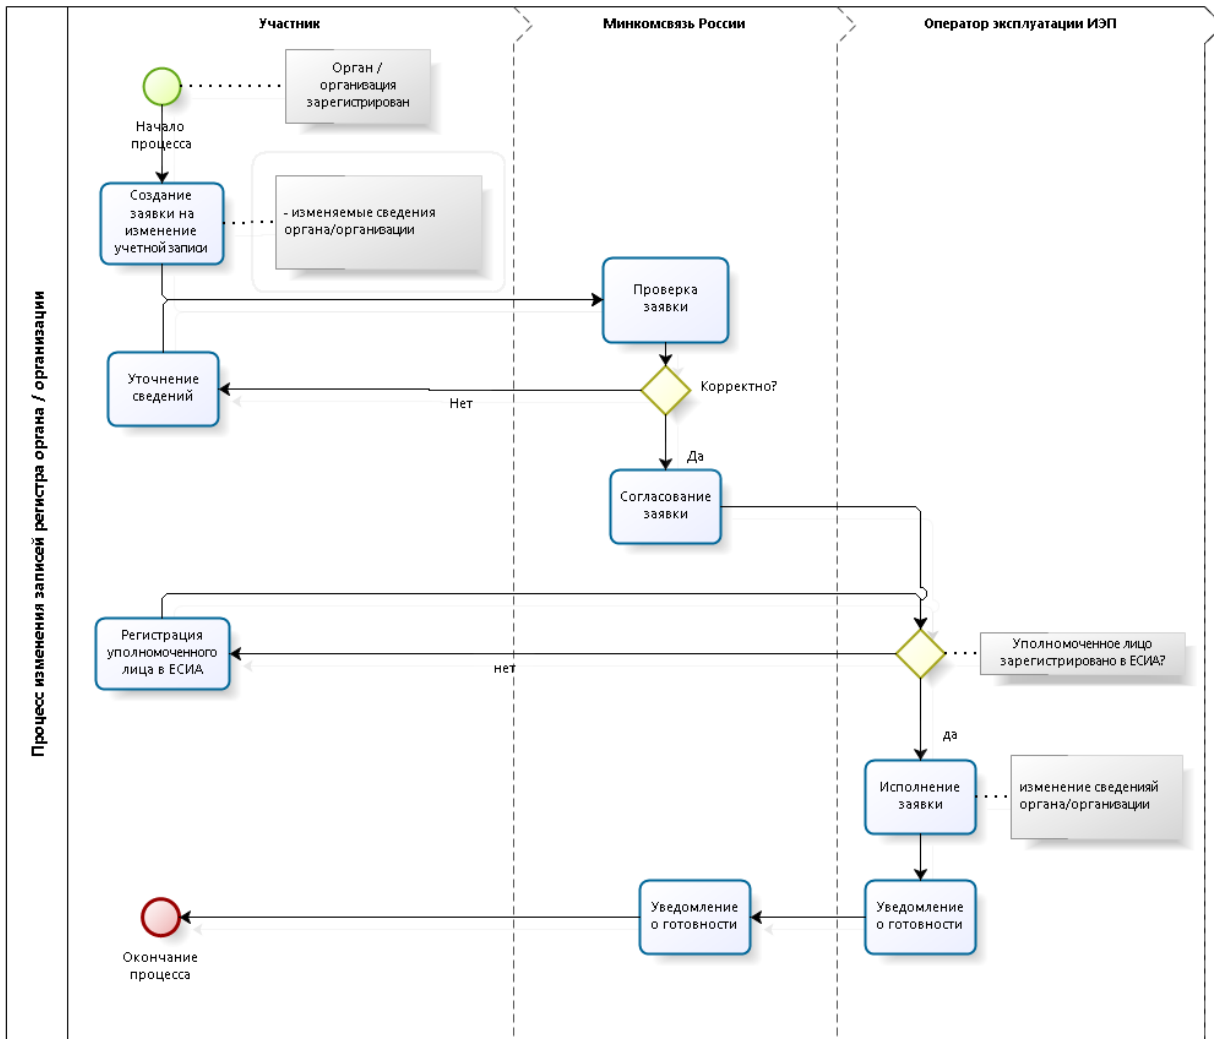 Участник
Минкомсвязь России
Оператор эксплуатации ИЭП
Процесс изменения записей регистра органа / организации
Орган /
организация
зарегистрирован
Начало
процесса
Создание
заявки на
изменение
учетной записи
- изменяемые сведения
органа/организации
Проверка
заявки
Уточнение
сведений
Корректно?
Нет
Да
Согласование
заявки
Регистрация
уполномоченного
лица в ЕСИА
Уполномоченное лицо
зарегистрировано в ЕСИА?
нет
да
Исполнение
заявки
изменение сведенияй
органа/организации
Уведомление
о готовности
Уведомление
о готовности
Окончание
процесса